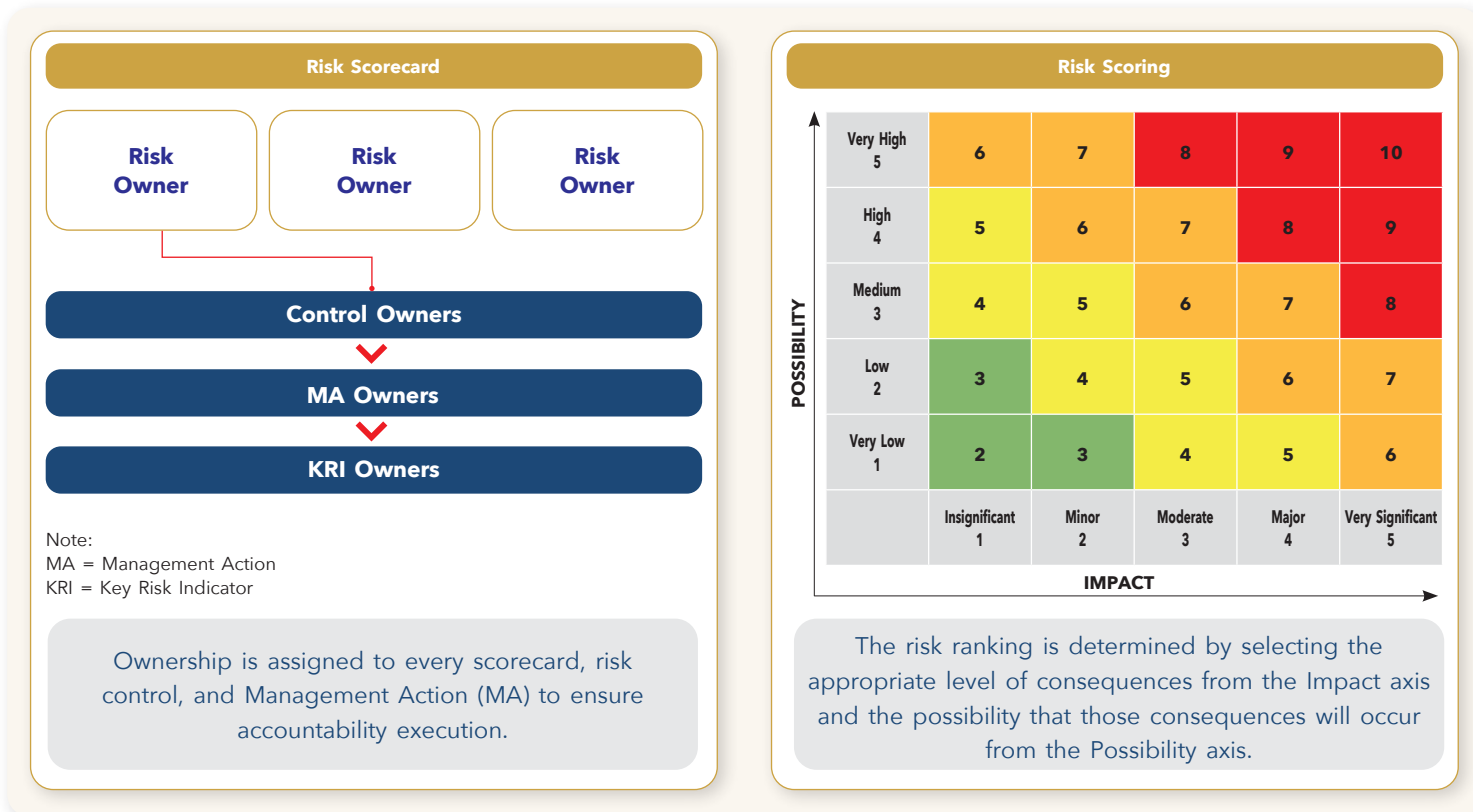 Risk Scorecard
Risk
Owner
Risk
Owner
Risk
Owner
Control Owners
MA Owners
KRI Owners
Note:
MA = Management Action
KRI = Key Risk Indicator
Ownership is assigned to every scorecard, risk
control, and Management Action (MA) to ensure
accountability execution.
Risk Scoring
POSSIBILITY
Very High
5
6
7
8
9
10
High
4
5
6
7
8
9
Medium
3
4
5
6
7
8
Low
2
3
4
5
6
7
Very Low
1
2
3
4
5
6
Insignificant
1
Minor
2
Moderate
3
Major
4
Very Significant
5
IMPACT
The risk ranking is determined by selecting the
appropriate level of consequences from the Impact axis
and the possibility that those consequences will occur
from the Possibility axis.